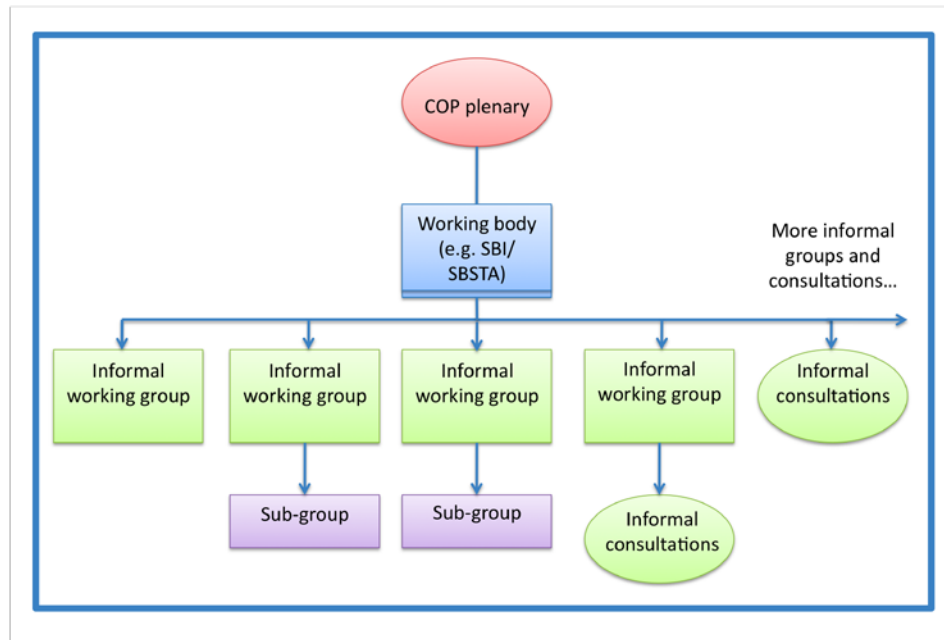 COP plenary
Working body
(e.g. SBI/
SBSTA)
More informal
groups and
consultations...
Informal
working group
Informal
working group
Informal
working group
Informal
working group
Informal
consultations
Sub-group
Sub-group
Informal
consultations